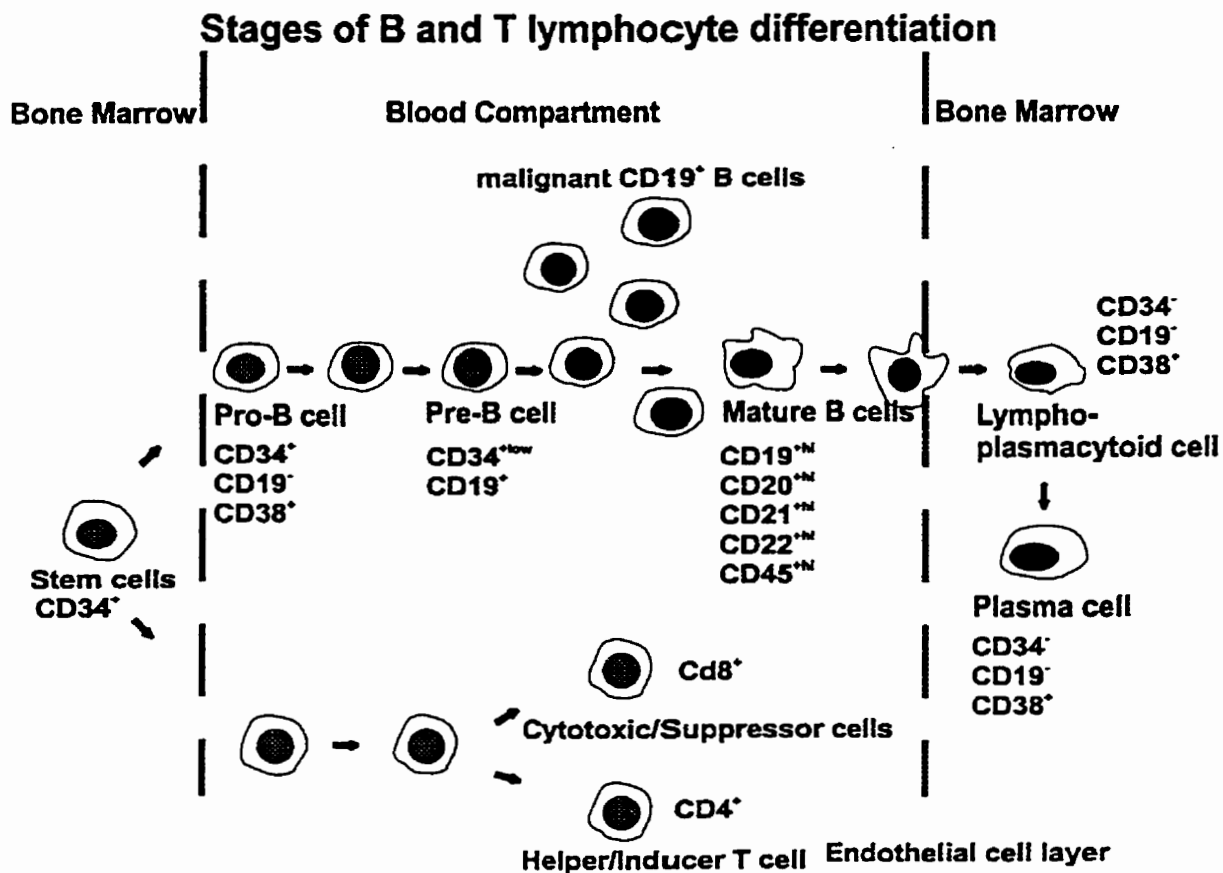 Stages of B and T lymphocyte differentiation
Bone Marrow
Blood Compartment
Bone Marrow
malignant CD19⁺ B cells
CD34⁻
CD19⁻
CD38⁺
Pro-B cell
CD34⁺
CD19⁻
CD38⁺
Pre-B cell
CD34⁺ˡᵒʷ
CD19⁺
Mature B cells
CD19⁺ʰⁱ
CD20⁺ʰⁱ
CD21⁺ʰⁱ
CD22⁺ʰⁱ
CD45⁺ʰⁱ
Lympho-
plasmacytoid cell
Stem cells
CD34⁺
Plasma cell
CD34⁻
CD19⁻
CD38⁺
Cd8⁺
Cytotoxic/Suppressor cells
CD4⁺
Helper/Inducer T cell
Endothelial cell layer